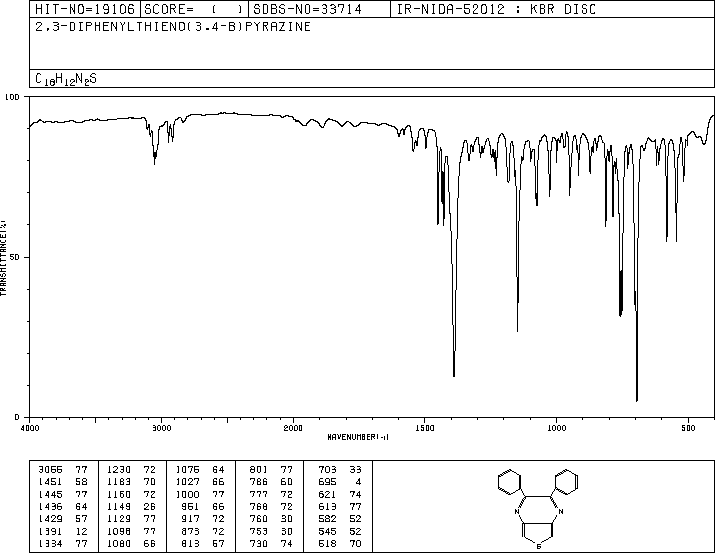 HIT-NO=19106 SCORE= ( ) SDBS-NO=33714 IR-NIDA-52012 : KBR DISC
2,3-DIPHENYLTHIENO(3,4-B)PYRAZINE
C18H12N2S
100
50
0
TRANSMITTANCE(%)
4000 3000 2000 1500 1000 500
WAVENUMBER(-1)
3066 77 1230 72 1076 64 801 77 703 33
1451 58 1183 70 1027 66 786 60 695 4
1445 77 1160 72 1000 77 777 72 621 74
1436 64 1149 26 951 66 768 72 613 77
1429 57 1129 77 917 72 760 30 582 52
1391 12 1098 77 873 72 753 30 545 52
1334 77 1080 66 813 57 730 74 518 70
N N
S